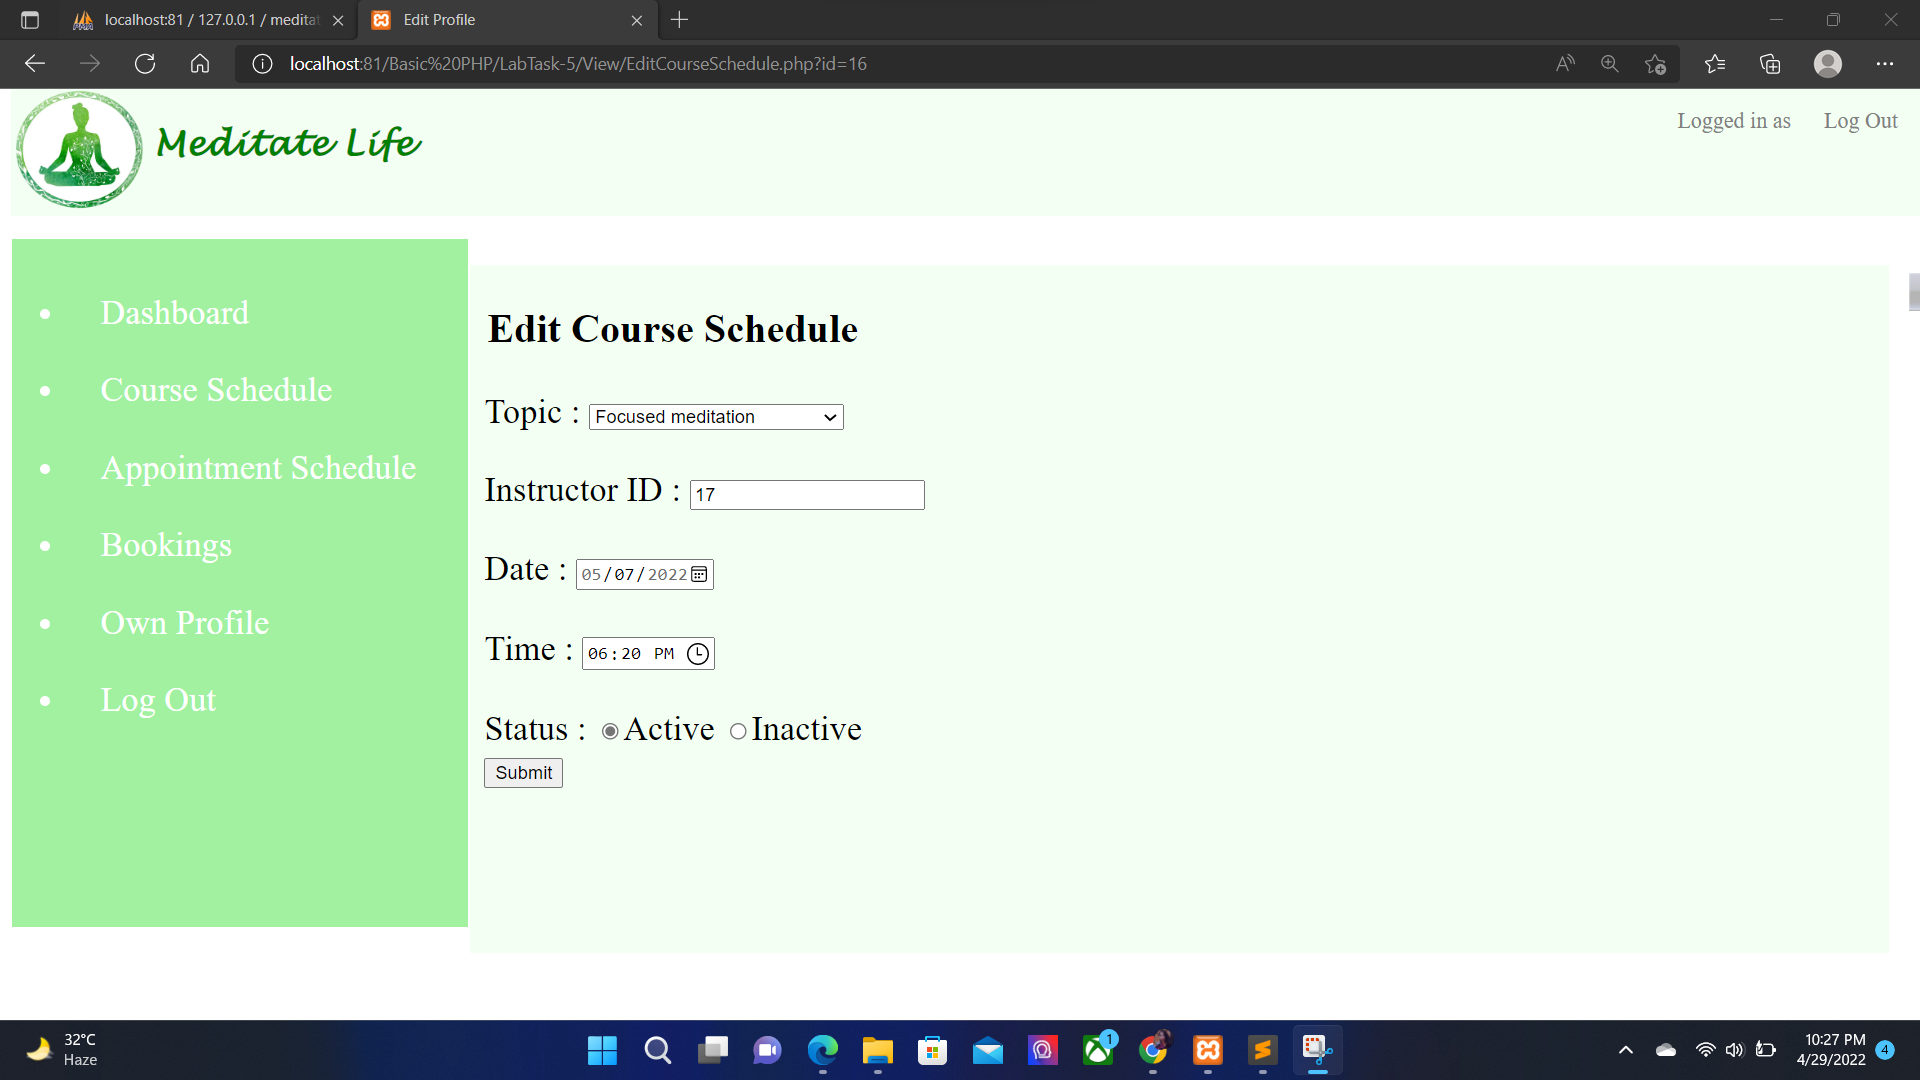 localhost:81 / 127.0.0.1 / meditat
Edit Profile
localhost:81/Basic%20PHP/LabTask-5/View/EditCourseSchedule.php?id=16
Meditate Life
Logged in as
Log Out
Dashboard
Course Schedule
Appointment Schedule
Bookings
Own Profile
Log Out
Edit Course Schedule
Topic : Focused meditation
Instructor ID : 17
Date : 05/07/2022
Time : 06:20 PM
Status : Active Inactive
Submit
32°C
Haze
1
10:27 PM
4/29/2022
4